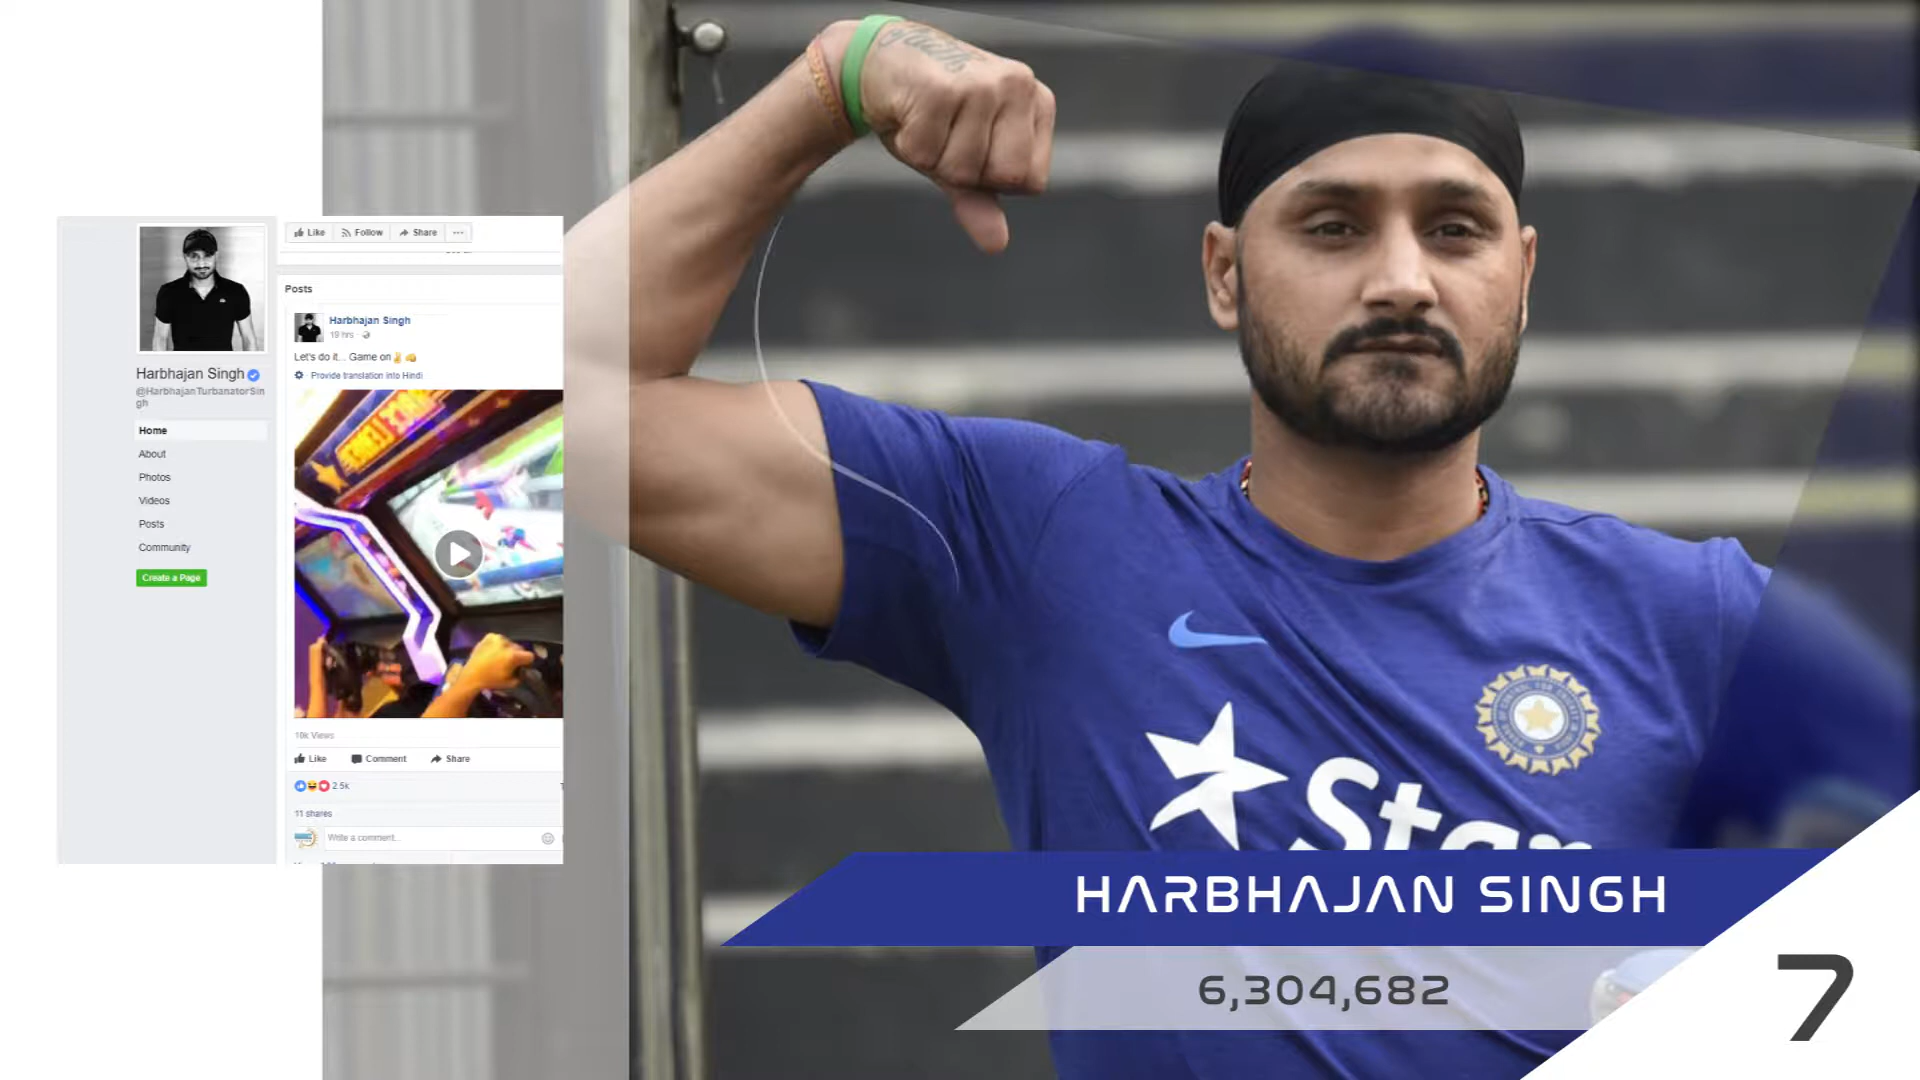 Faith
Like Follow Share ...
Posts
Harbhajan Singh
19 hrs
Let's do it... Game on
Provide translation into Hindi
Harbhajan Singh
@HarbhajanTurbanatorSin
gh
Home
About
Photos
Videos
Posts
Community
Create a Page
10k Views
Like Comment Share
2.5k
11 shares
Write a comment...
Star
HARBHAJAN SINGH
6,304,682
7